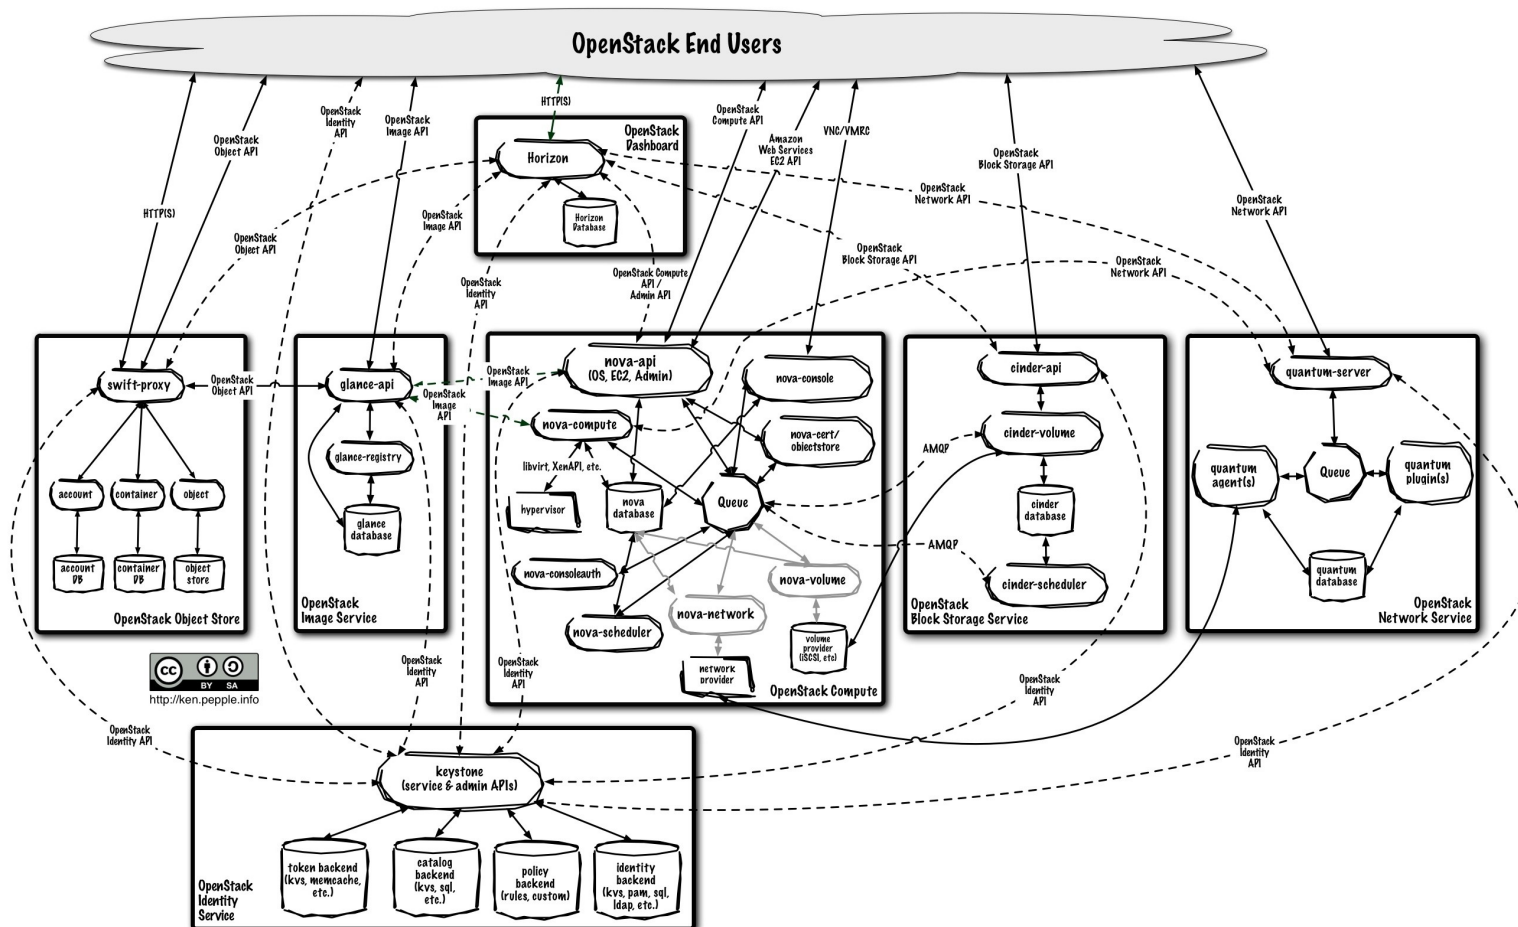 OpenStack End Users
HTTP(S)
OpenStack
Object API
OpenStack
Identity
API
OpenStack
Image API
HTTP(S)
OpenStack
Compute API
Amazon
Web Services
EC2 API
VNC/VMRC
OpenStack
Block Storage API
OpenStack
Network API
OpenStack
Network API
OpenStack
Dashboard
Horizon
Horizon
Database
OpenStack
Object API
OpenStack
Image API
OpenStack
Identity
API
OpenStack Compute
API /
Admin API
OpenStack
Block Storage API
OpenStack
Network API
swift-proxy
OpenStack
Object API
account
container
object
account
DB
container
DB
object
store
OpenStack Object Store
glance-api
glance-registry
glance
database
OpenStack
Image Service
OpenStack
Image API
OpenStack
Image
API
nova-api
(OS, EC2, Admin)
nova-console
nova-compute
nova-cert/
objectstore
libvirt, XenAPI, etc.
hypervisor
nova
database
Queue
nova-consoleauth
nova-volume
nova-network
nova-scheduler
volume
provider
(iSCSI, etc)
network
provider
OpenStack Compute
AMQP
AMQP
cinder-api
cinder-volume
cinder
database
cinder-scheduler
OpenStack
Block Storage Service
quantum-server
quantum
agent(s)
Queue
quantum
plugin(s)
quantum
database
OpenStack
Network Service
cc
BY SA
http://ken.pepple.info
OpenStack
Identity API
OpenStack
Identity
API
OpenStack
Identity
API
OpenStack
Identity
API
OpenStack
Identity
API
keystone
(service & admin APIs)
token backend
(kvs, memcache,
etc.)
catalog
backend
(kvs, sql,
etc.)
policy
backend
(rules, custom)
identity
backend
(kvs, pam, sql,
ldap, etc.)
OpenStack
Identity
Service